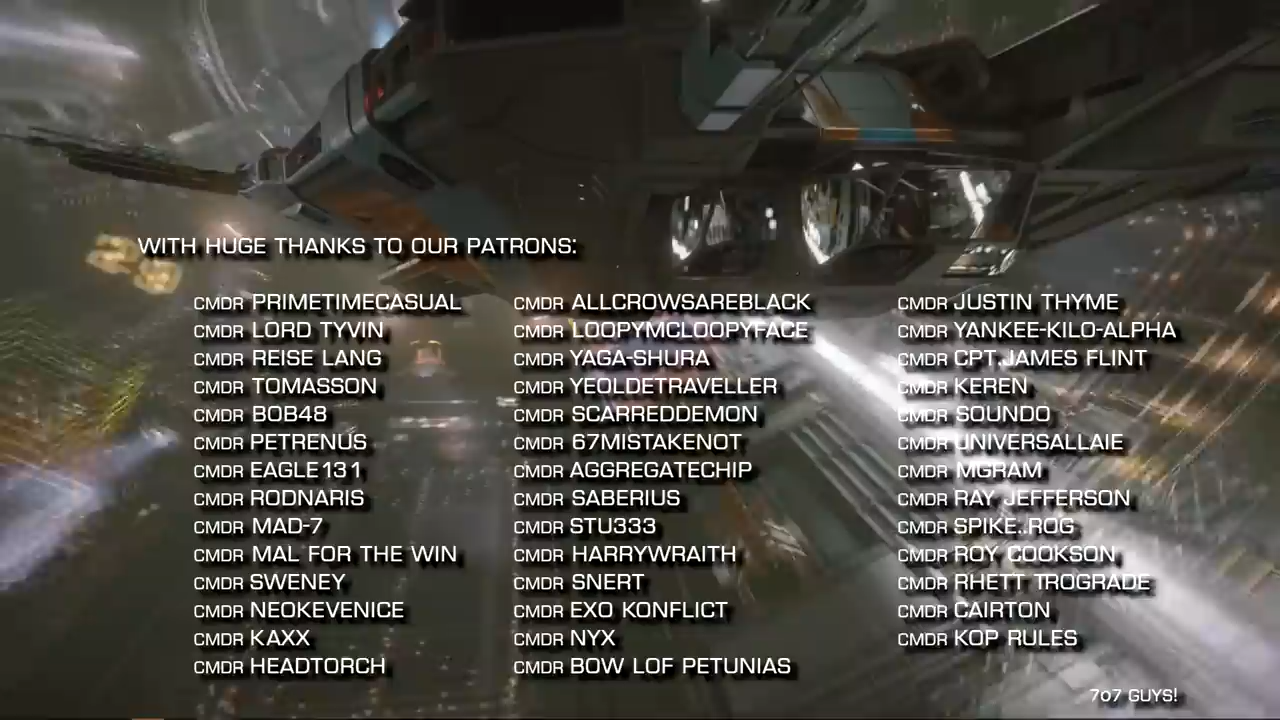 WITH HUGE THANKS TO OUR PATRONS:
CMDR PRIMETIMECASUAL
CMDR LORD TYVIN
CMDR REISE LANG
CMDR TOMASSON
CMDR BOB48
CMDR PETRENUS
CMDR EAGLE131
CMDR RODNARIS
CMDR MAD-7
CMDR MAL FOR THE WIN
CMDR SWENEY
CMDR NEOKEVENICE
CMDR KAXX
CMDR HEADTORCH
CMDR ALLCROWSAREBLACK
CMDR LOOPYMCLOOPYFACE
CMDR YAGA-SHURA
CMDR YEOLDETRAVELLER
CMDR SCARREDDEMON
CMDR 67MISTAKENOT
CMDR AGGREGATECHIP
CMDR SABERIUS
CMDR STU333
CMDR HARRYWRAITH
CMDR SNERT
CMDR EXO KONFLICT
CMDR NYX
CMDR BOW LOF PETUNIAS
CMDR JUSTIN THYME
CMDR YANKEE-KILO-ALPHA
CMDR CPT.JAMES FLINT
CMDR KEREN
CMDR SOUNDO
CMDR UNIVERSALLAIE
CMDR MGRAM
CMDR RAY JEFFERSON
CMDR SPIKE..ROG
CMDR ROY COOKSON
CMDR RHETT TROGRADE
CMDR CAIRTON
CMDR KOP RULES
7o7 GUYS!